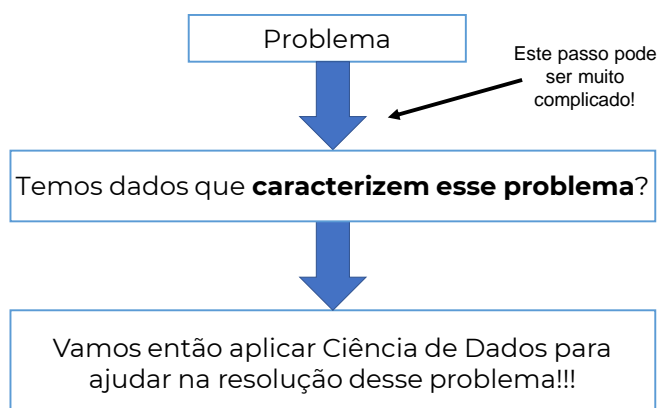 Problema
Este passo pode
ser muito
complicado!
Temos dados que caracterizem esse problema?
Vamos então aplicar Ciência de Dados para
ajudar na resolução desse problema!!!